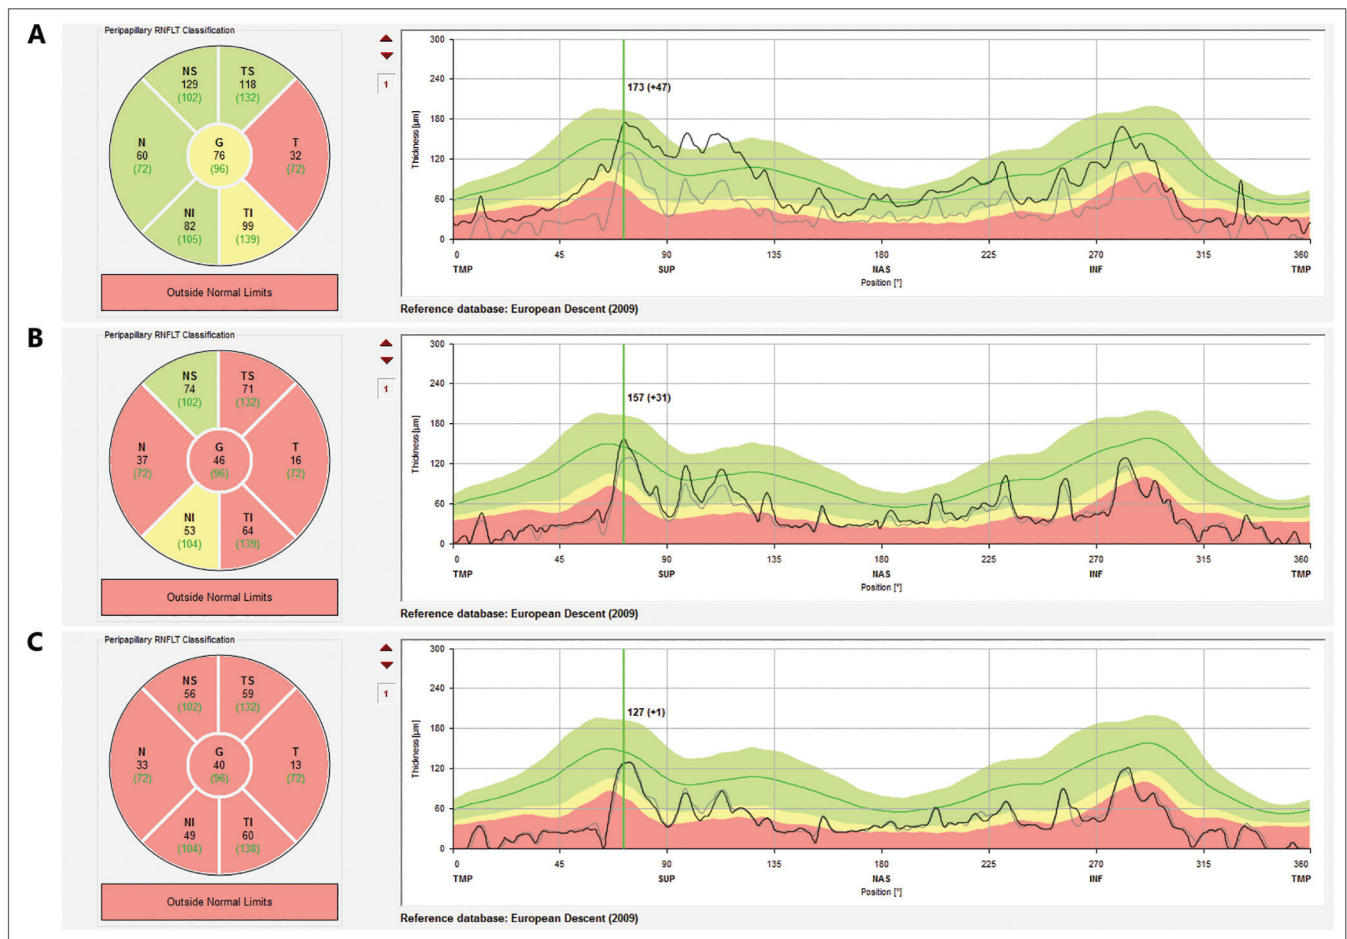 A
Peripapillary RNFLT Classification
NS
129
(102)
TS
118
(132)
N
60
(72)
G
76
(96)
T
32
(72)
NI
82
(105)
TI
99
(139)
Outside Normal Limits
1
Thickness [µm]
300
240
180
120
60
0
173 (+47)
0 45 90 135 180 225 270 315 360
TMP SUP NAS INF TMP
Position [°]
Reference database: European Descent (2009)
B
Peripapillary RNFLT Classification
NS
74
(102)
TS
71
(132)
N
37
(72)
G
46
(96)
T
16
(72)
NI
53
(104)
TI
64
(139)
Outside Normal Limits
1
Thickness [µm]
300
240
180
120
60
0
157 (+31)
0 45 90 135 180 225 270 315 360
TMP SUP NAS INF TMP
Position [°]
Reference database: European Descent (2009)
C
Peripapillary RNFLT Classification
NS
56
(102)
TS
59
(132)
N
33
(72)
G
40
(96)
T
13
(72)
NI
49
(104)
TI
60
(138)
Outside Normal Limits
1
Thickness [µm]
300
240
180
120
60
0
127 (+1)
0 45 90 135 180 225 270 315 360
TMP SUP NAS INF TMP
Position [°]
Reference database: European Descent (2009)